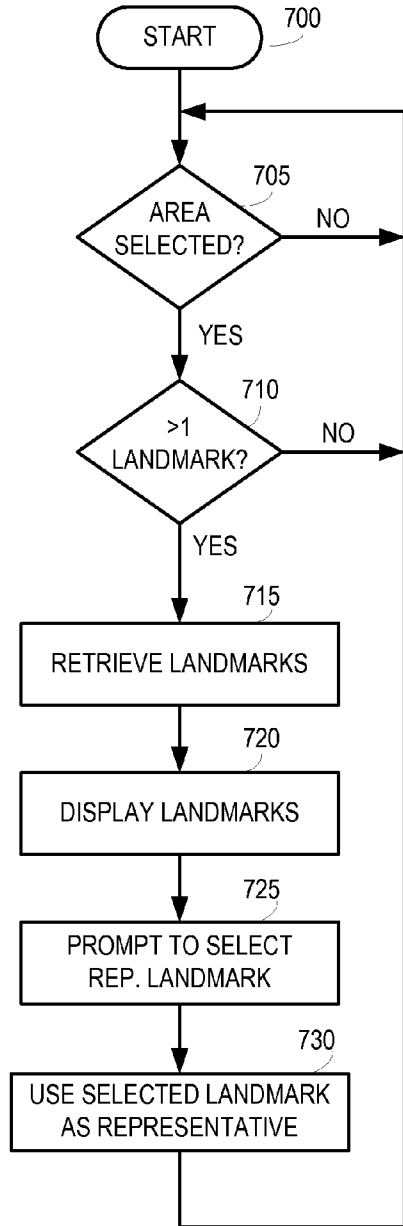 START
700
705
AREA
SELECTED?
NO
YES
710
>1
LANDMARK?
NO
YES
715
RETRIEVE LANDMARKS
720
DISPLAY LANDMARKS
725
PROMPT TO SELECT
REP. LANDMARK
730
USE SELECTED LANDMARK
AS REPRESENTATIVE